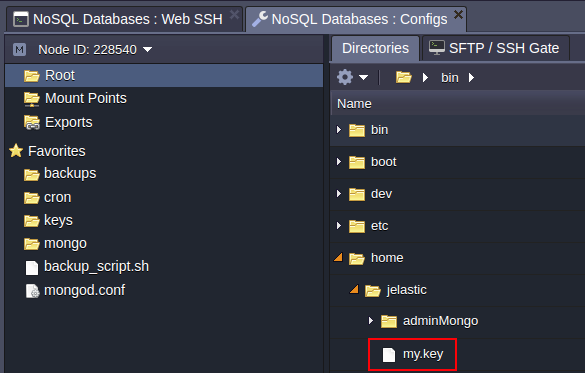 NoSQL Databases : Web SSH
NoSQL Databases : Configs
M
Node ID: 228540
Root
Mount Points
Exports
Favorites
backups
cron
keys
mongo
backup_script.sh
mongod.conf
Directories
SFTP / SSH Gate
bin
Name
bin
boot
dev
etc
home
jelastic
adminMongo
my.key